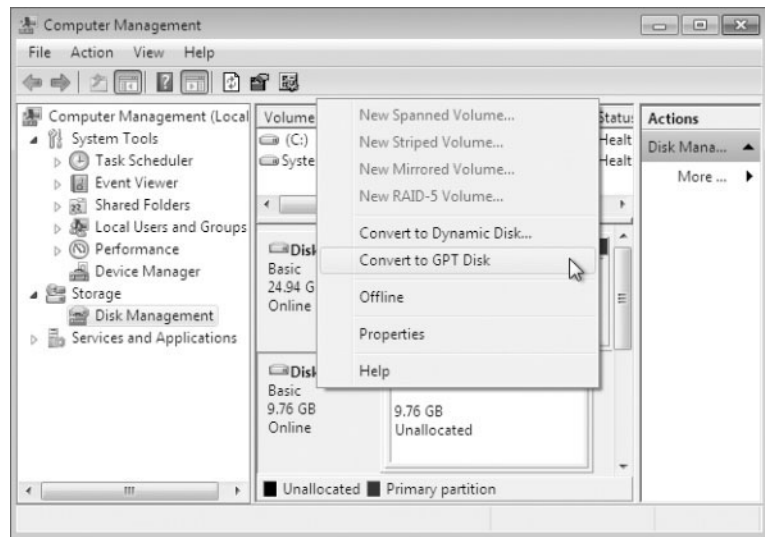 Computer Management
File Action View Help
Computer Management (Local
System Tools
Task Scheduler
Event Viewer
Shared Folders
Local Users and Groups
Performance
Device Manager
Storage
Disk Management
Services and Applications
Volume
(C:)
Syste
Status
Healt
Healt
New Spanned Volume...
New Striped Volume...
New Mirrored Volume...
New RAID-5 Volume...
Convert to Dynamic Disk...
Convert to GPT Disk
Offline
Properties
Help
Disk
Basic
24.94 G
Online
Disk
Basic
9.76 GB
Online
9.76 GB
Unallocated
Unallocated Primary partition
Actions
Disk Mana...
More ...